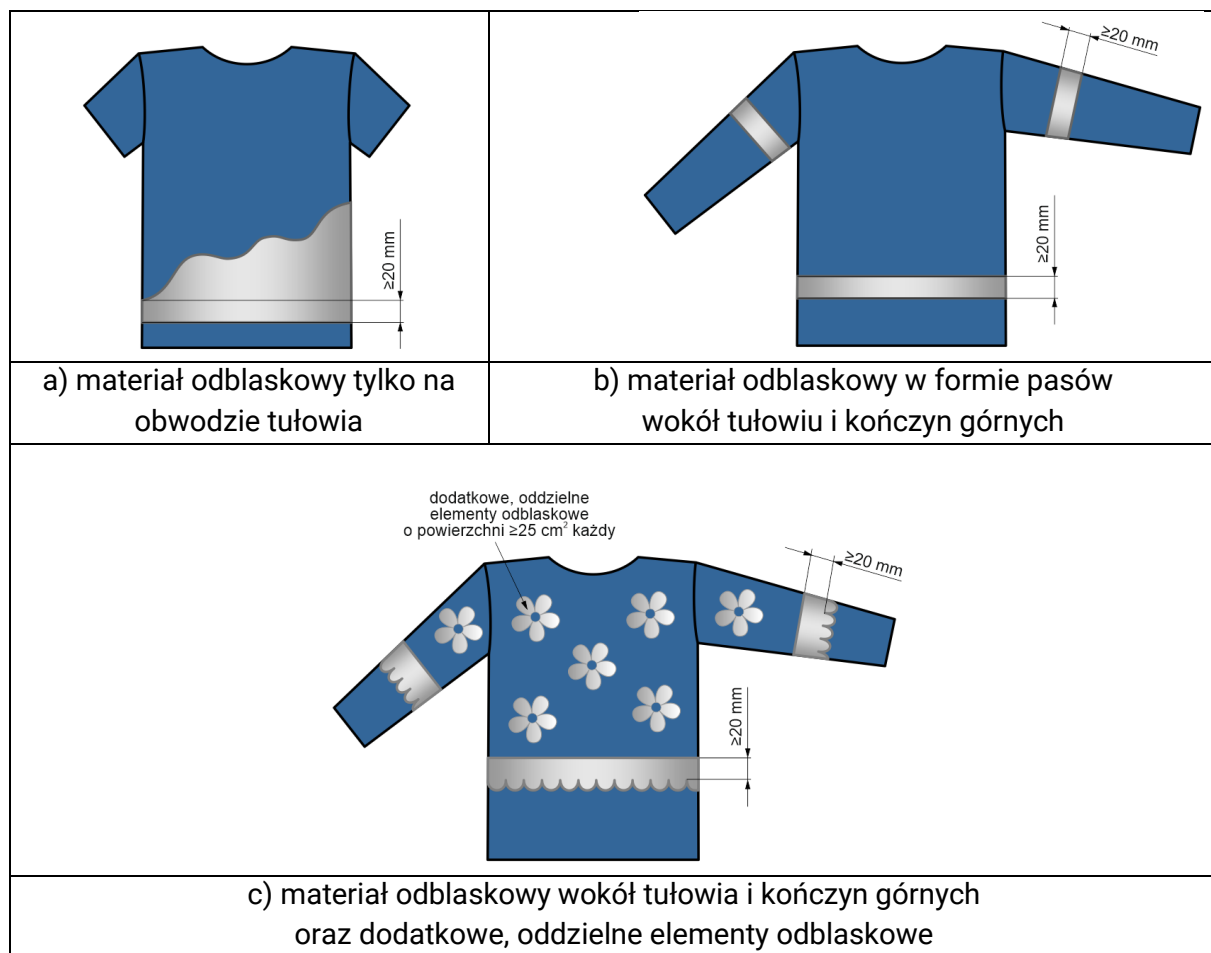 ≥20 mm
≥20 mm
≥20 mm
a) materiał odblaskowy tylko na
obwodzie tułowia
b) materiał odblaskowy w formie pasów
wokół tułowiu i kończyn górnych
dodatkowe, oddzielne
elementy odblaskowe
o powierzchni ≥25 cm² każdy
≥20 mm
≥20 mm
c) materiał odblaskowy wokół tułowia i kończyn górnych
oraz dodatkowe, oddzielne elementy odblaskowe